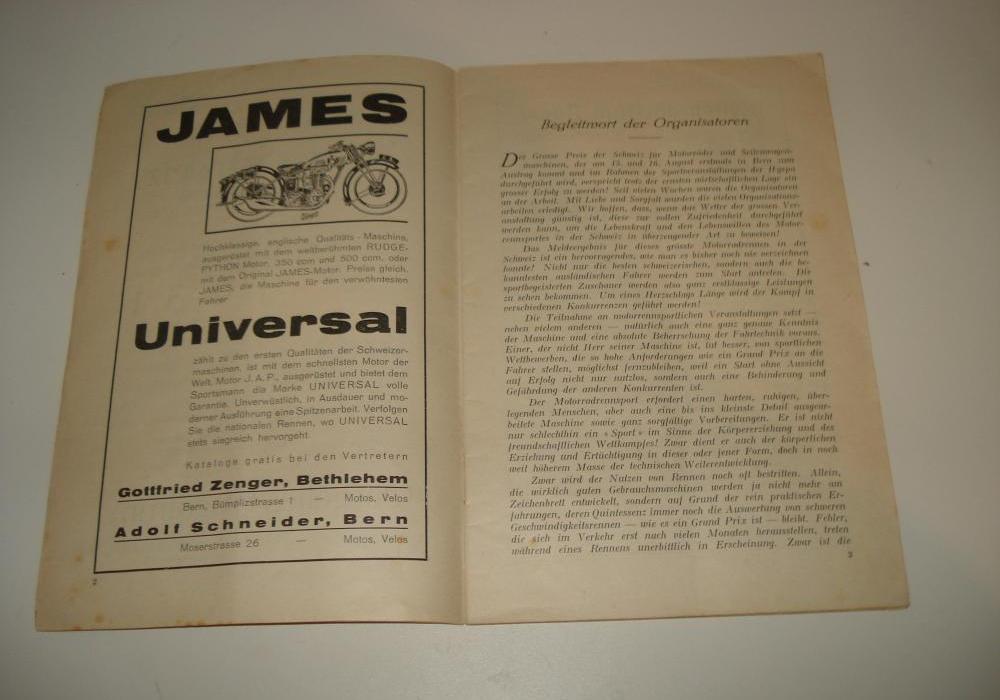 JAMES
Hochklassige, englische Qualitäts-Maschine,
ausgerüstet mit dem weltberühmten RUDGE-
PYTHON Motor, 350 ccm und 500 ccm, oder
mit dem Original JAMES-Motor. Preise gleich.
JAMES, die Maschine für den verwöhntesten
Fahrer
Universal
zählt zu den ersten Qualitäten der Schweizer-
maschinen, ist mit dem schnellsten Motor der
Welt, Motor J.A.P., ausgerüstet und bietet dem
Sportsmann die Marke UNIVERSAL volle
Garantie. Unverwüstlich, in Ausdauer und mo-
derner Ausführung eine Spitzenarbeit. Verfolgen
Sie die nationalen Rennen, wo UNIVERSAL
stets siegreich hervorgeht.
Kataloge gratis bei den Vertretern
Gottfried Zenger, Bethlehem
Bern, Bümplizstrasse 1 — Motos, Velos
Adolf Schneider, Bern
Moserstrasse 26 — Motos, Velos
2
Begleitwort der Organisatoren
Der Grosse Preis der Schweiz für Motorräder und Seitenwagen-
maschinen, der am 15. und 16. August erstmals in Bern zum
Austrag kommt und im Rahmen der Sportveranstaltungen der Hyspa
durchgeführt wird, verspricht trotz der ernsten wirtschaftlichen Lage ein
grosser Erfolg zu werden! Seit vielen Wochen waren die Organisatoren
an der Arbeit. Mit Liebe und Sorgfalt wurden die vielen Organisations-
arbeiten erledigt. Wir hoffen, dass, wenn das Wetter der grossen Ver-
anstaltung günstig ist, diese zur vollen Zufriedenheit durchgeführt
werden kann, um die Lebenskraft und den Lebenswillen des Motor-
rennsportes in der Schweiz in überzeugender Art zu beweisen!
Das Meldeergebnis für dieses grösste Motorradrennen in der
Schweiz ist ein hervorragendes, wie man es bisher noch nie verzeichnen
konnte! Nicht nur die besten schweizerischen, sondern auch die be-
kanntesten ausländischen Fahrer werden zum Start antreten. Die
sportbegeisterten Zuschauer werden also ganz erstklassige Leistungen
zu sehen bekommen. Um eines Herzschlags Länge wird der Kampf in
verschiedenen Konkurrenzen geführt werden!
Die Teilnahme an motorrennsportlichen Veranstaltungen setzt —
neben vielem anderen — natürlich auch eine ganz genaue Kenntnis
der Maschine und eine absolute Beherrschung der Fahrtechnik voraus.
Einer, der nicht Herr seiner Maschine ist, tut besser, von sportlichen
Wettbewerben, die so hohe Anforderungen wie ein Grand Prix an die
Fahrer stellen, möglichst fernzubleiben, weil ein Start ohne Aussicht
auf Erfolg nicht nur nutzlos, sondern auch eine Behinderung und
Gefährdung der anderen Konkurrenten ist.
Der Motorradrennsport erfordert einen harten, ruhigen, über-
legenden Menschen, aber auch eine bis ins kleinste Detail ausgear-
beitete Maschine sowie ganz sorgfältige Vorbereitungen. Er ist nicht
nur schlechthin ein «Sport» im Sinne der Körpererziehung und des
freundschaftlichen Wettkampfes! Zwar dient er auch der körperlichen
Erziehung und Ertüchtigung in dieser oder jener Form, doch in noch
weit höherem Masse der technischen Weiterentwicklung.
Zwar wird der Nutzen von Rennen noch oft bestritten. Allein,
die wirklich guten Gebrauchsmaschinen werden ja nicht mehr am
Zeichenbrett entwickelt, sondern auf Grund der rein praktischen Er-
fahrungen, deren Quintessenz immer noch die Auswertung von schweren
Geschwindigkeitsrennen — wie es ein Grand Prix ist — bleibt. Fehler,
die sich im Verkehr erst nach vielen Monaten herausstellen, treten
während eines Rennens unerbittlich in Erscheinung. Zwar ist die
3